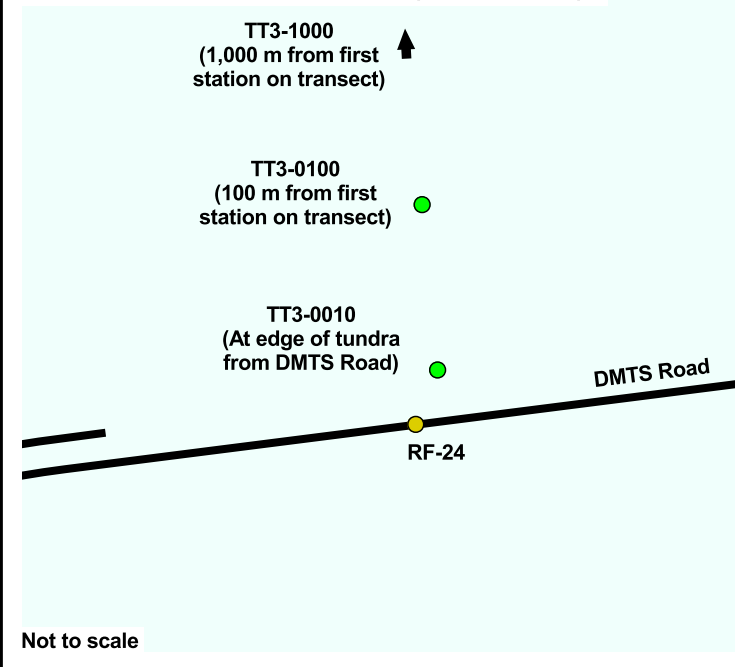 TT3-1000
(1,000 m from first
station on transect)
TT3-0100
(100 m from first
station on transect)
TT3-0010
(At edge of tundra
from DMTS Road)
DMTS Road
RF-24
Not to scale